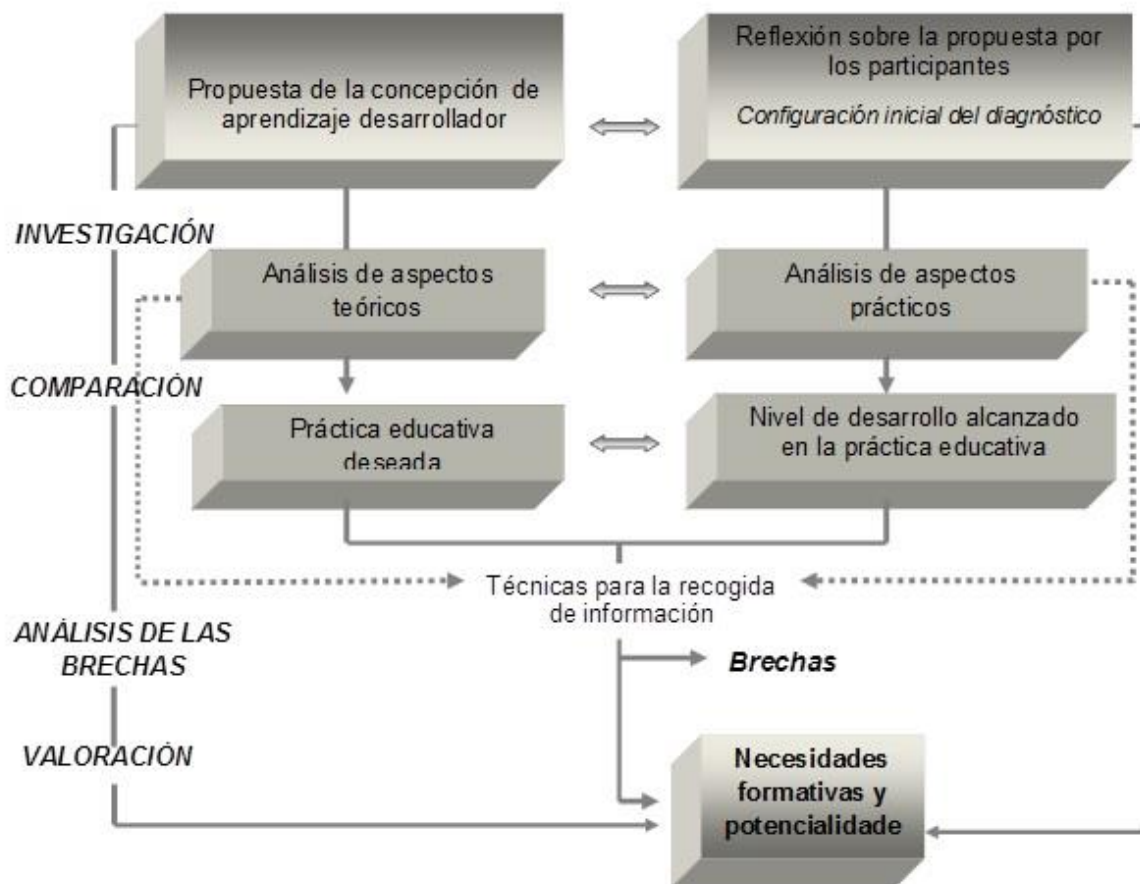 Propuesta de la concepción de
aprendizaje desarrollador
Reflexión sobre la propuesta por
los participantes
Configuración inicial del diagnóstico
INVESTIGACIÓN
Análisis de aspectos
teóricos
Análisis de aspectos
prácticos
COMPARACIÓN
Práctica educativa
deseada
Nivel de desarrollo alcanzado
en la práctica educativa
Técnicas para la recogida
de información
ANÁLISIS DE LAS
BRECHAS
Brechas
VALORACIÓN
Necesidades
formativas y
potencialidade